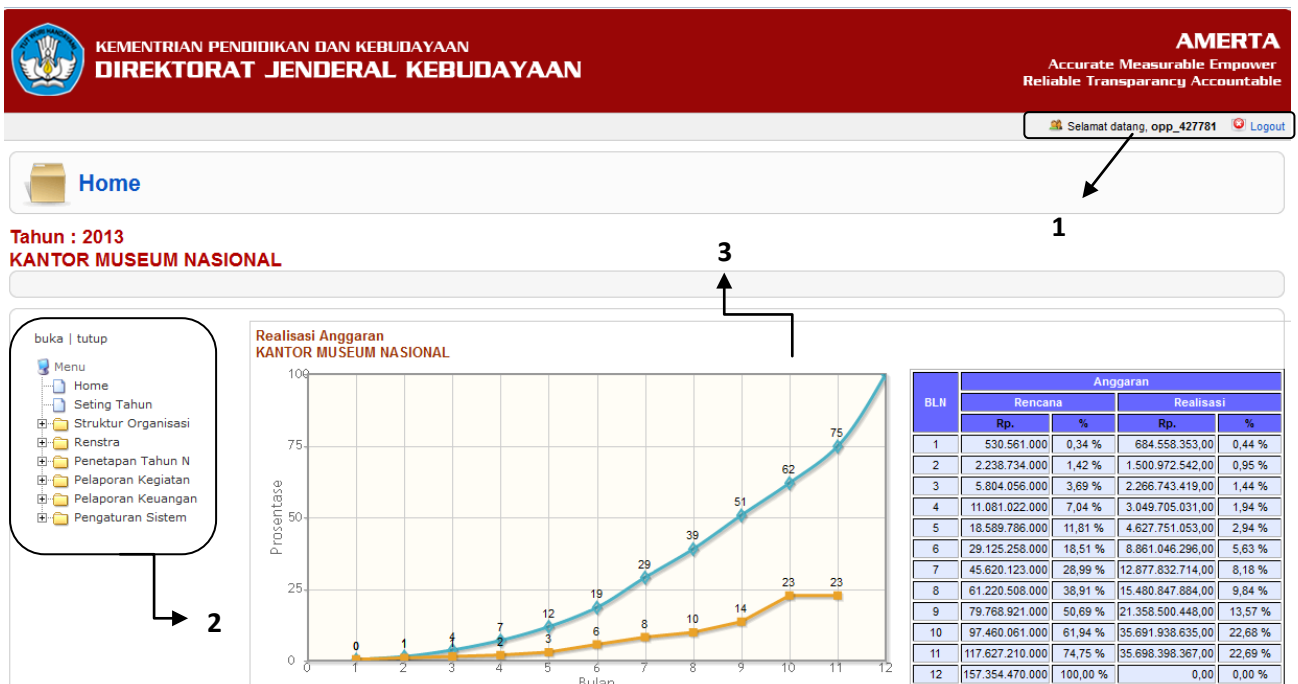 TUT WURI HANDAYANI
KEMENTRIAN PENDIDIKAN DAN KEBUDAYAAN
DIREKTORAT JENDERAL KEBUDAYAAN
AMERTA
Accurate Measurable Empower
Reliable Transparancy Accountable
Selamat datang, opp_427781 Logout
Home
1
Tahun : 2013
KANTOR MUSEUM NASIONAL
3
buka | tutup
Menu
Home
Seting Tahun
Struktur Organisasi
Renstra
Penetapan Tahun N
Pelaporan Kegiatan
Pelaporan Keuangan
Pengaturan Sistem
2
Realisasi Anggaran
KANTOR MUSEUM NASIONAL
100
75
50
25
0
Prosentase
0 1 4 7 12 19 29 39 51 62 75
0 1 1 2 3 6 8 10 14 23 23
0 1 2 3 4 5 6 7 8 9 10 11 12
Bulan
BLN Anggaran
Rencana Realisasi
Rp. % Rp. %
1 530.561.000 0,34 % 684.558.353,00 0,44 %
2 2.238.734.000 1,42 % 1.500.972.542,00 0,95 %
3 5.804.056.000 3,69 % 2.266.743.419,00 1,44 %
4 11.081.022.000 7,04 % 3.049.705.031,00 1,94 %
5 18.589.786.000 11,81 % 4.627.751.053,00 2,94 %
6 29.125.258.000 18,51 % 8.861.046.296,00 5,63 %
7 45.620.123.000 28,99 % 12.877.832.714,00 8,18 %
8 61.220.508.000 38,91 % 15.480.847.884,00 9,84 %
9 79.768.921.000 50,69 % 21.358.500.448,00 13,57 %
10 97.460.061.000 61,94 % 35.691.938.635,00 22,68 %
11 117.627.210.000 74,75 % 35.698.398.367,00 22,69 %
12 157.354.470.000 100,00 % 0,00 0,00 %